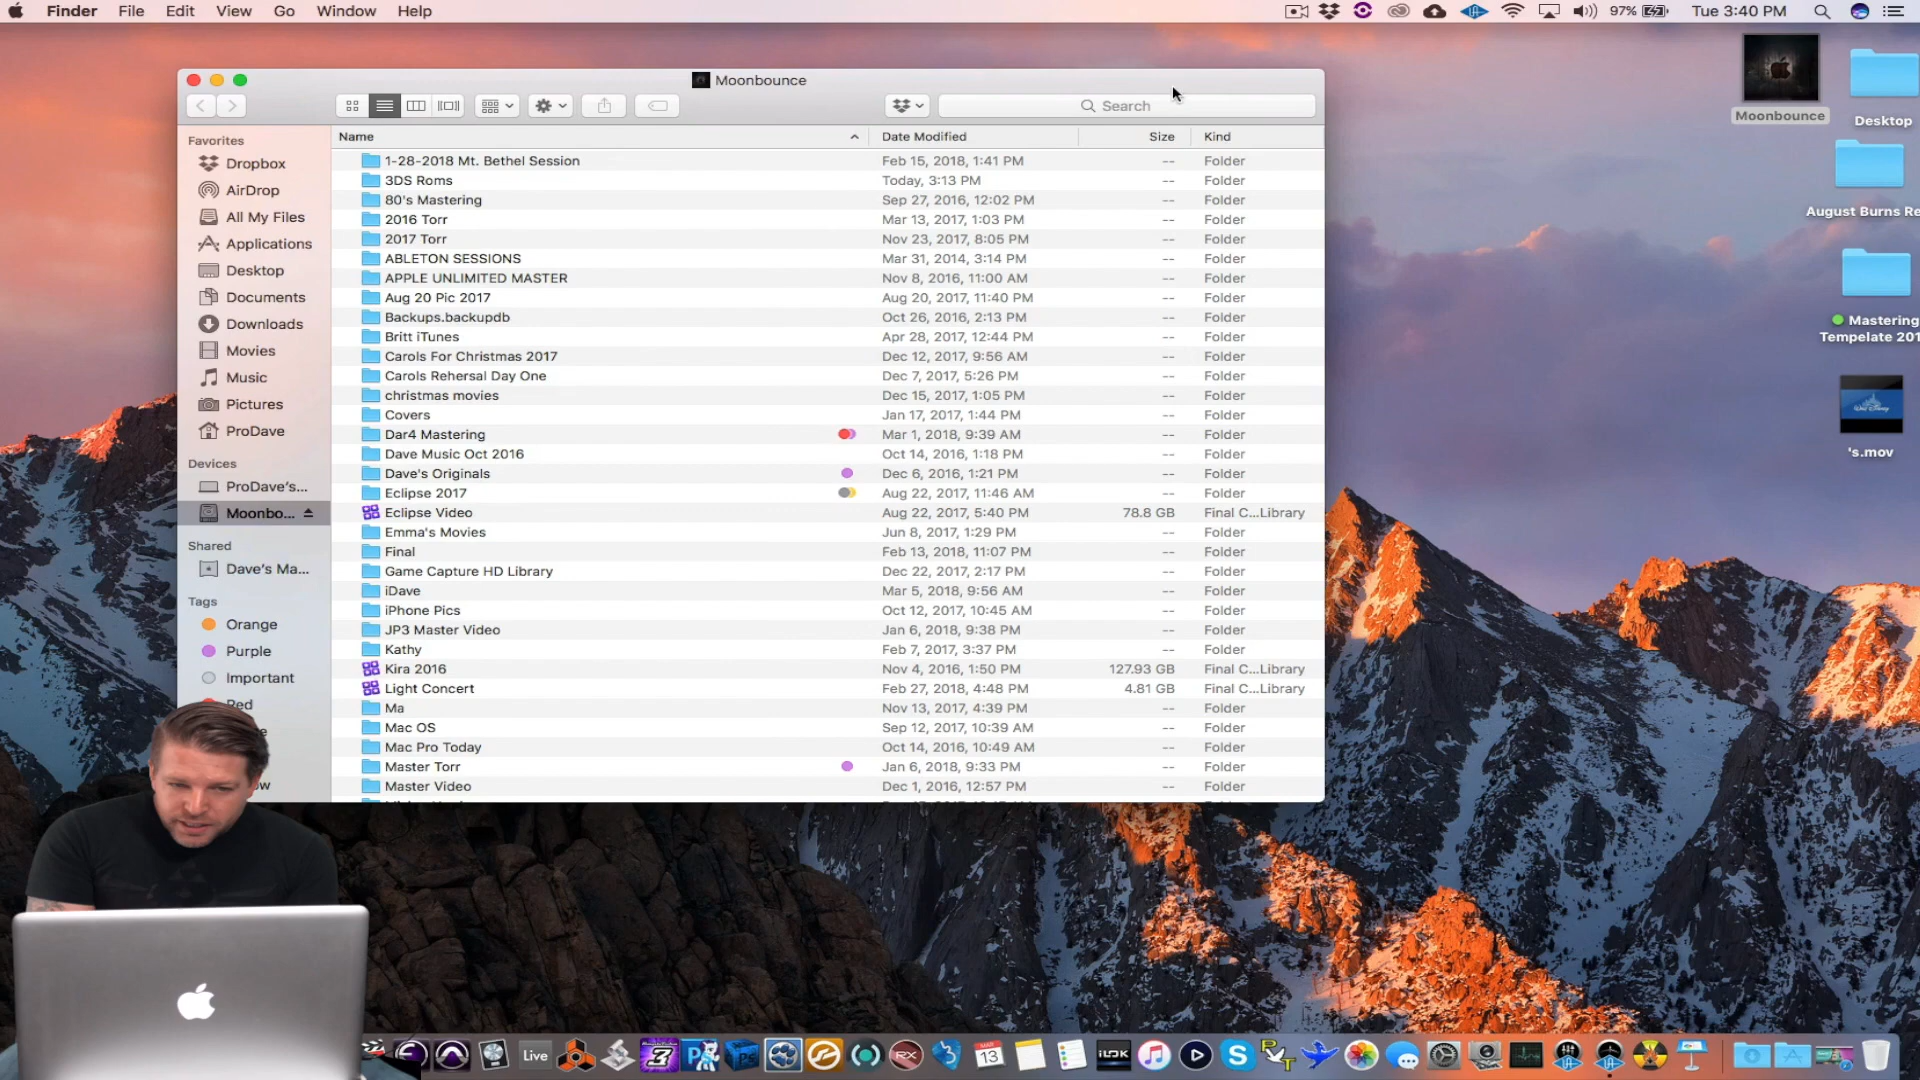 Finder File Edit View Go Window Help 97% Tue 3:40 PM
Moonbounce
Search
Favorites
Dropbox
AirDrop
All My Files
Applications
Desktop
Documents
Downloads
Movies
Music
Pictures
ProDave
Devices
ProDave's...
Moonbo...
Shared
Dave's Ma...
Tags
Orange
Purple
Important
Red
Name Date Modified Size Kind
1-28-2018 Mt. Bethel Session Feb 15, 2018, 1:41 PM -- Folder
3DS Roms Today, 3:13 PM -- Folder
80's Mastering Sep 27, 2016, 12:02 PM -- Folder
2016 Torr Mar 13, 2017, 1:03 PM -- Folder
2017 Torr Nov 23, 2017, 8:05 PM -- Folder
ABLETON SESSIONS Mar 31, 2014, 3:14 PM -- Folder
APPLE UNLIMITED MASTER Nov 8, 2016, 11:00 AM -- Folder
Aug 20 Pic 2017 Aug 20, 2017, 11:40 PM -- Folder
Backups.backupdb Oct 26, 2016, 2:13 PM -- Folder
Britt iTunes Apr 28, 2017, 12:44 PM -- Folder
Carols For Christmas 2017 Dec 12, 2017, 9:56 AM -- Folder
Carols Rehersal Day One Dec 7, 2017, 5:26 PM -- Folder
christmas movies Dec 15, 2017, 1:05 PM -- Folder
Covers Jan 17, 2017, 1:44 PM -- Folder
Dar4 Mastering Mar 1, 2018, 9:39 AM -- Folder
Dave Music Oct 2016 Oct 14, 2016, 1:18 PM -- Folder
Dave's Originals Dec 6, 2016, 1:21 PM -- Folder
Eclipse 2017 Aug 22, 2017, 11:46 AM -- Folder
Eclipse Video Aug 22, 2017, 5:40 PM 78.8 GB Final C...Library
Emma's Movies Jun 8, 2017, 1:29 PM -- Folder
Final Feb 13, 2018, 11:07 PM -- Folder
Game Capture HD Library Dec 22, 2017, 2:17 PM -- Folder
iDave Mar 5, 2018, 9:56 AM -- Folder
iPhone Pics Oct 12, 2017, 10:45 AM -- Folder
JP3 Master Video Jan 6, 2018, 9:38 PM -- Folder
Kathy Feb 7, 2017, 3:37 PM -- Folder
Kira 2016 Nov 4, 2016, 1:50 PM 127.93 GB Final C...Library
Light Concert Feb 27, 2018, 4:48 PM 4.81 GB Final C...Library
Ma Nov 13, 2017, 4:39 PM -- Folder
Mac OS Sep 12, 2017, 10:39 AM -- Folder
Mac Pro Today Oct 14, 2016, 10:49 AM -- Folder
Master Torr Jan 6, 2018, 9:33 PM -- Folder
Master Video Dec 1, 2016, 12:57 PM -- Folder
Moonbounce
Desktop
August Burns Re
Mastering
Tempelate 201
Walt Disney
's.mov
Live
RX
MAR
13
iLOK